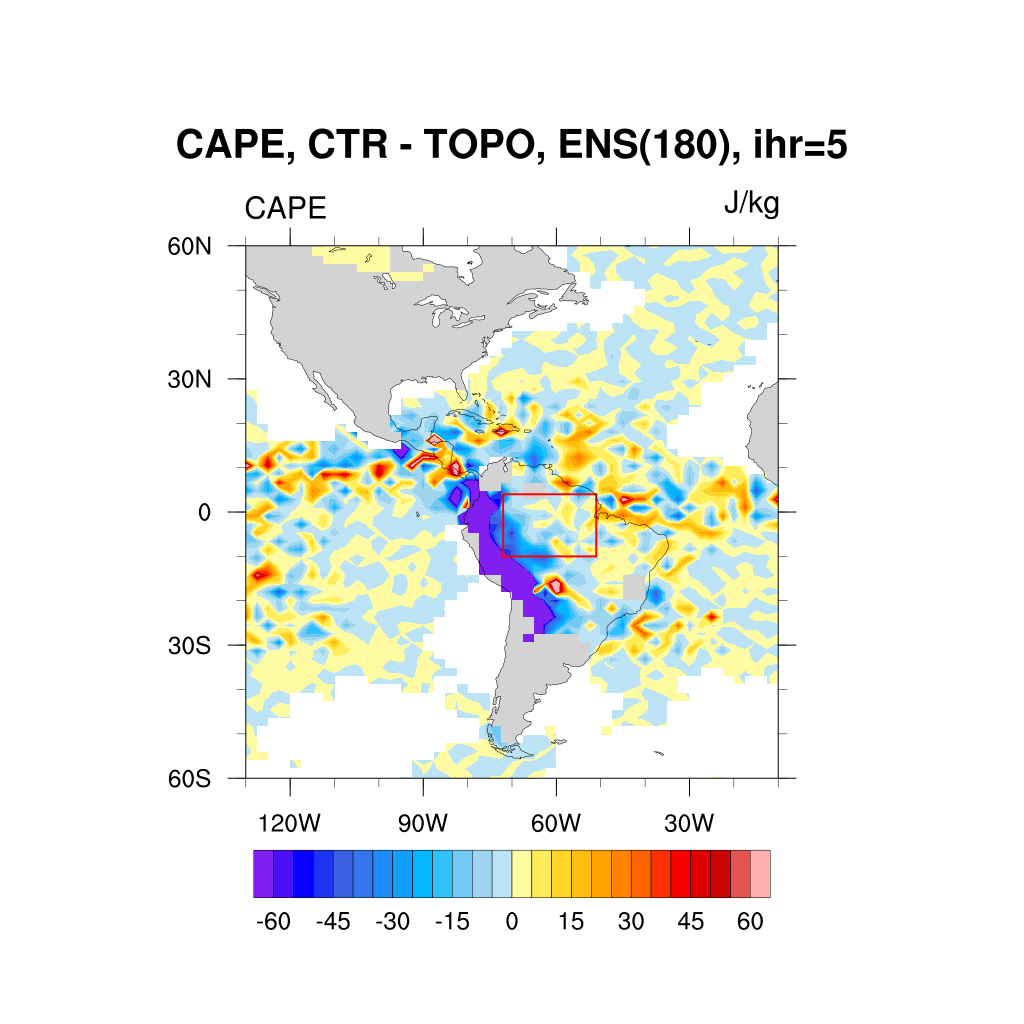 CAPE, CTR - TOPO, ENS(180), ihr=5
CAPE J/kg
60N
30N
0
30S
60S
120W 90W 60W 30W
-60 -45 -30 -15 0 15 30 45 60